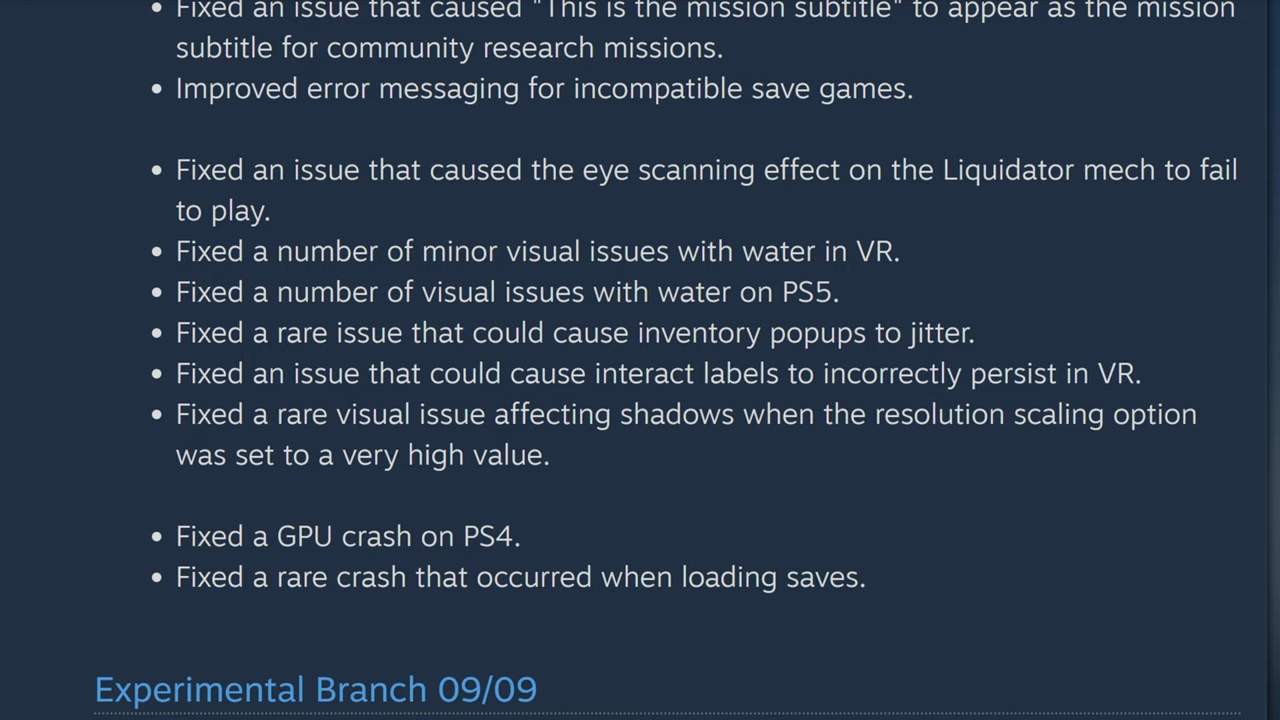 • Fixed an issue that caused "This is the mission subtitle" to appear as the mission
subtitle for community research missions.
• Improved error messaging for incompatible save games.
• Fixed an issue that caused the eye scanning effect on the Liquidator mech to fail
to play.
• Fixed a number of minor visual issues with water in VR.
• Fixed a number of visual issues with water on PS5.
• Fixed a rare issue that could cause inventory popups to jitter.
• Fixed an issue that could cause interact labels to incorrectly persist in VR.
• Fixed a rare visual issue affecting shadows when the resolution scaling option
was set to a very high value.
• Fixed a GPU crash on PS4.
• Fixed a rare crash that occurred when loading saves.
Experimental Branch 09/09